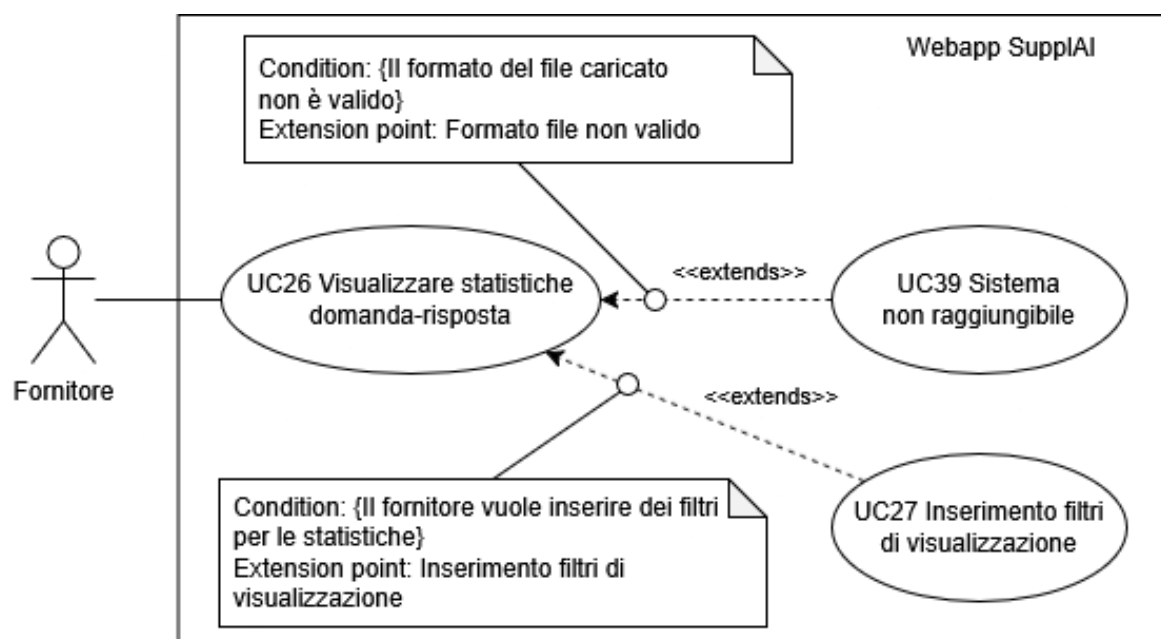 Webapp SupplAI
Condition: {Il formato del file caricato
non è valido}
Extension point: Formato file non valido
<<extends>>
UC26 Visualizzare statistiche
domanda-risposta
UC39 Sistema
non raggiungibile
Fornitore
<<extends>>
Condition: {Il fornitore vuole inserire dei filtri
per le statistiche}
Extension point: Inserimento filtri di
visualizzazione
UC27 Inserimento filtri
di visualizzazione